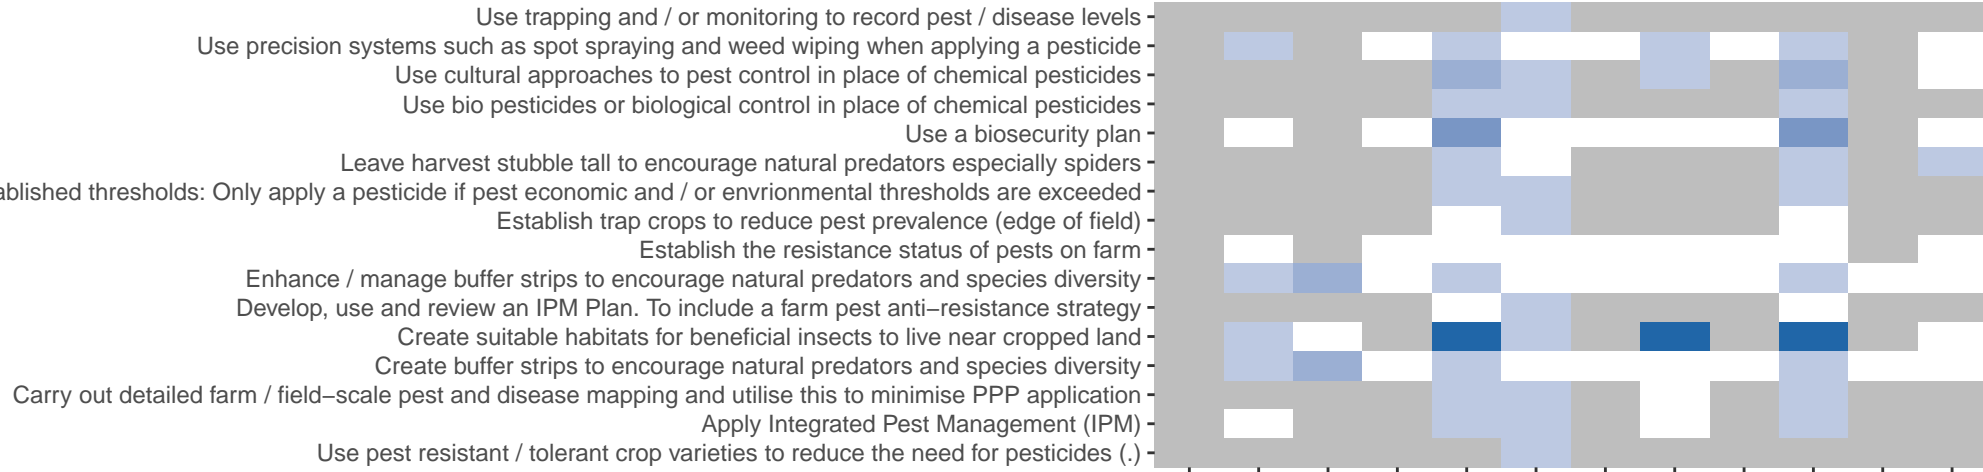 Use trapping and / or monitoring to record pest / disease levels
Use precision systems such as spot spraying and weed wiping when applying a pesticide
Use cultural approaches to pest control in place of chemical pesticides
Use bio pesticides or biological control in place of chemical pesticides
Use a biosecurity plan
Leave harvest stubble tall to encourage natural predators especially spiders
thresholds: Only apply a pesticide if pest economic and / or envrionmental thresholds are exceeded
Establish trap crops to reduce pest prevalence (edge of field)
Establish the resistance status of pests on farm
Enhance / manage buffer strips to encourage natural predators and species diversity
Develop, use and review an IPM Plan. To include a farm pest anti−resistance strategy
Create suitable habitats for beneficial insects to live near cropped land
Create buffer strips to encourage natural predators and species diversity
Carry out detailed farm / field−scale pest and disease mapping and utilise this to minimise PPP application
Apply Integrated Pest Management (IPM)
Use pest resistant / tolerant crop varieties to reduce the need for pesticides (.)